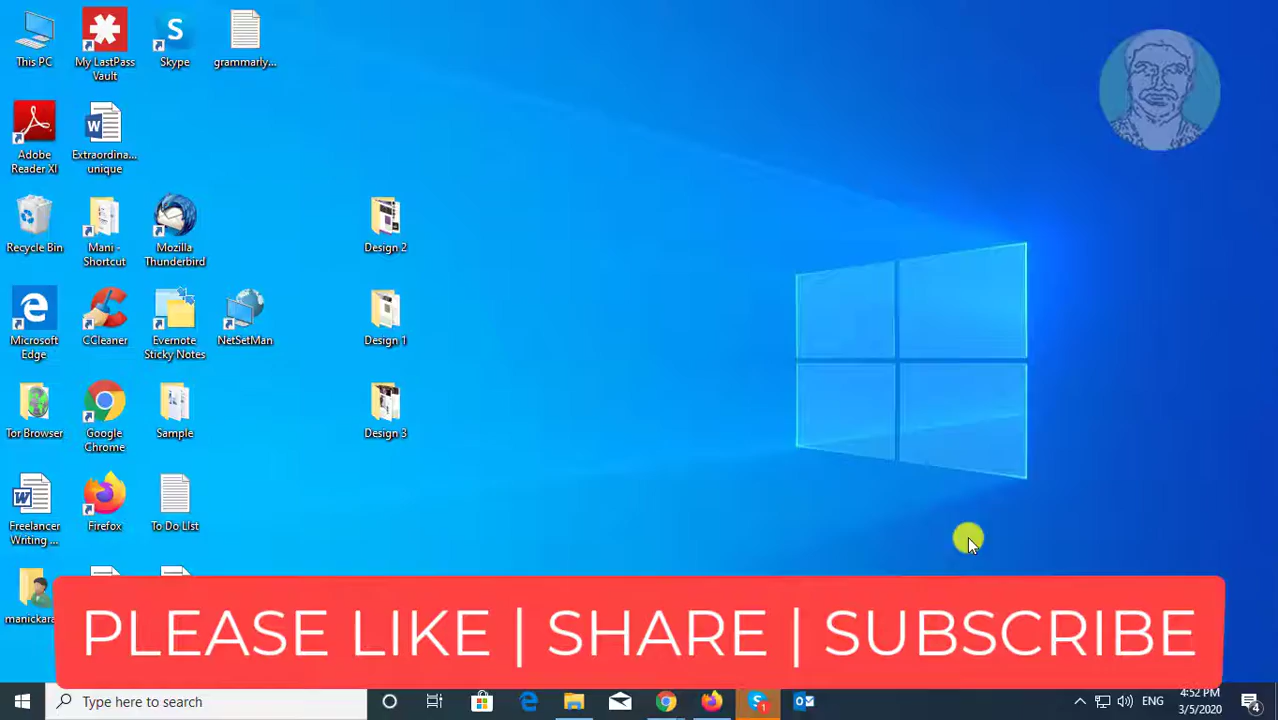 This PC
My LastPass
Vault
Skype
grammarly...
Adobe
Reader XI
Extraordina...
unique
Recycle Bin
Mani -
Shortcut
Mozilla
Thunderbird
Design 2
Microsoft
Edge
CCleaner
Evernote
Sticky Notes
NetSetMan
Design 1
Tor Browser
Google
Chrome
Sample
Design 3
Freelancer
Writing ...
Firefox
To Do LIst
PLEASE LIKE | SHARE | SUBSCRIBE
Type here to search
1
ENG
4:52 PM
3/5/2020
4